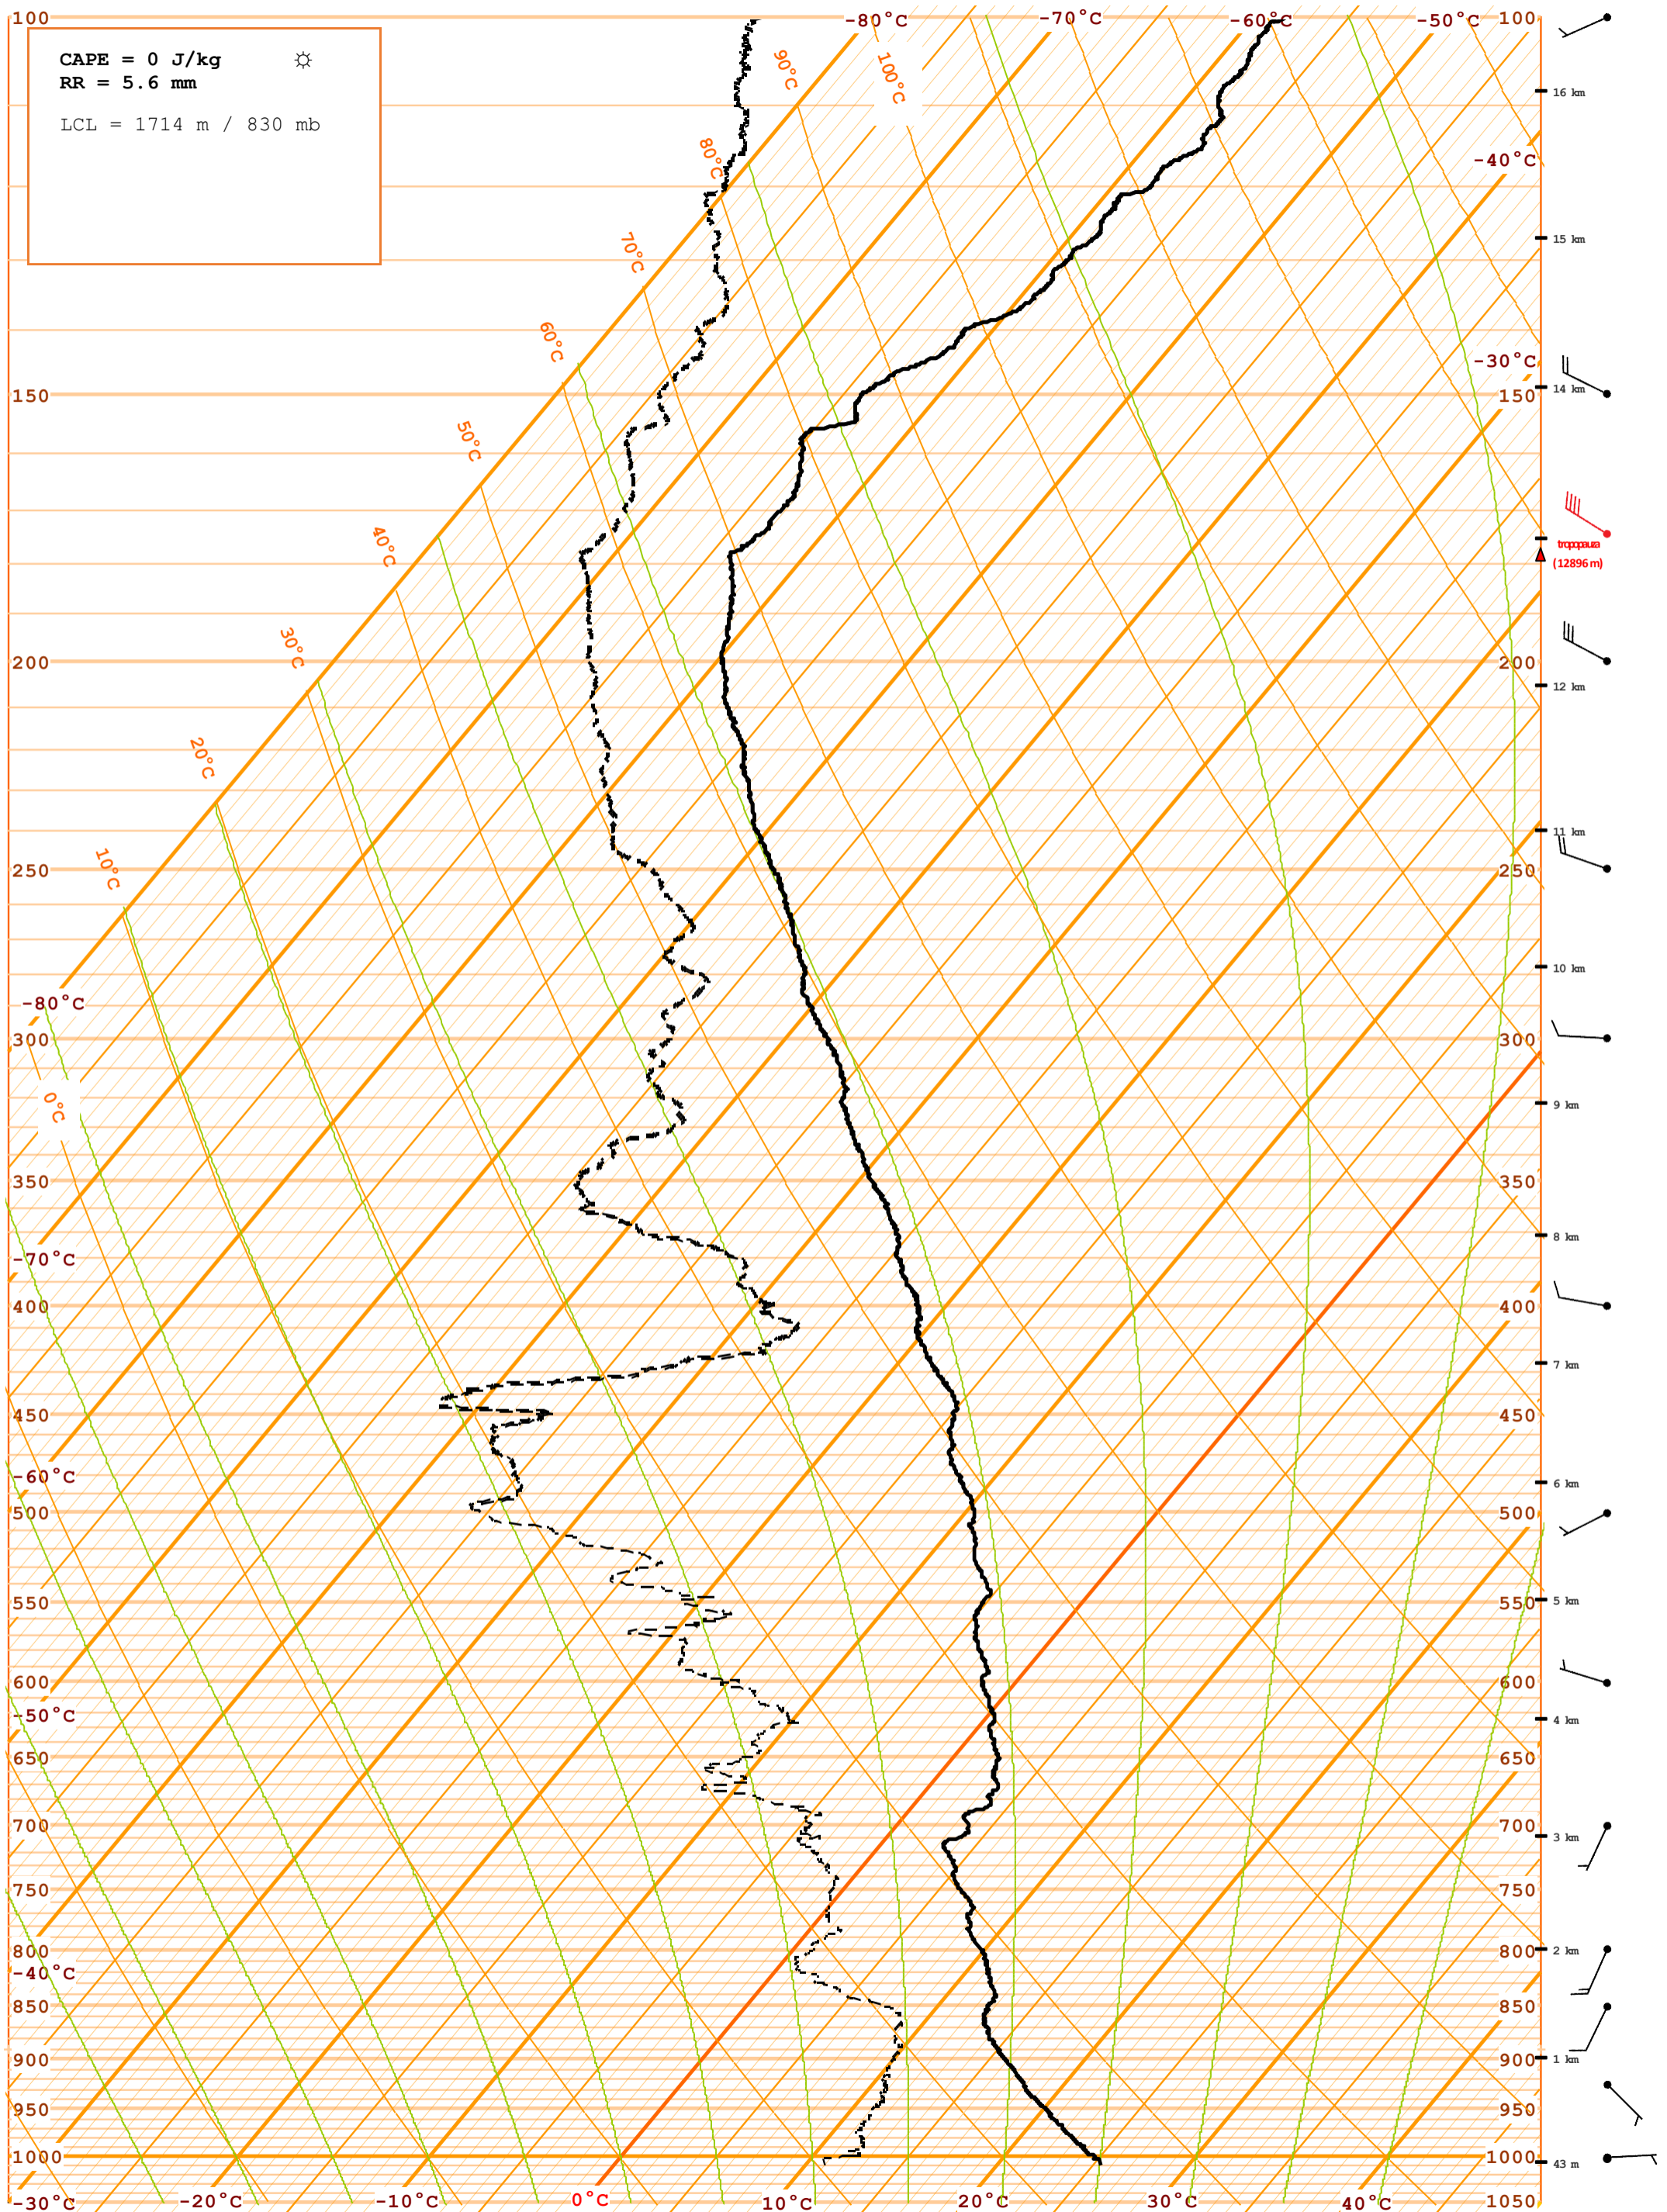 100 -80°C -70°C -60°C -50°C 100
CAPE = 0 J/kg ☼
RR = 5.6 mm
LCL = 1714 m / 830 mb
90°C 100°C
16 km
80°C -40°C
70°C 15 km
60°C -30°C
150 150 14 km
50°C
40°C
tropopauza
(12896 m)
30°C
200 200
12 km
20°C
11 km
10°C 250 250
10 km
-80°C
300 300
0°C 9 km
350 350
8 km
-70°C
400 400
7 km
450 450
-60°C 6 km
500 500
550 550 5 km
600 600
-50°C 4 km
650 650
700 700
3 km
750 750
800 800 2 km
-40°C
850 850
900 900 1 km
950 950
1000 1000 43 m
-30°C -20°C -10°C 0°C 10°C 20°C 30°C 40°C 1050